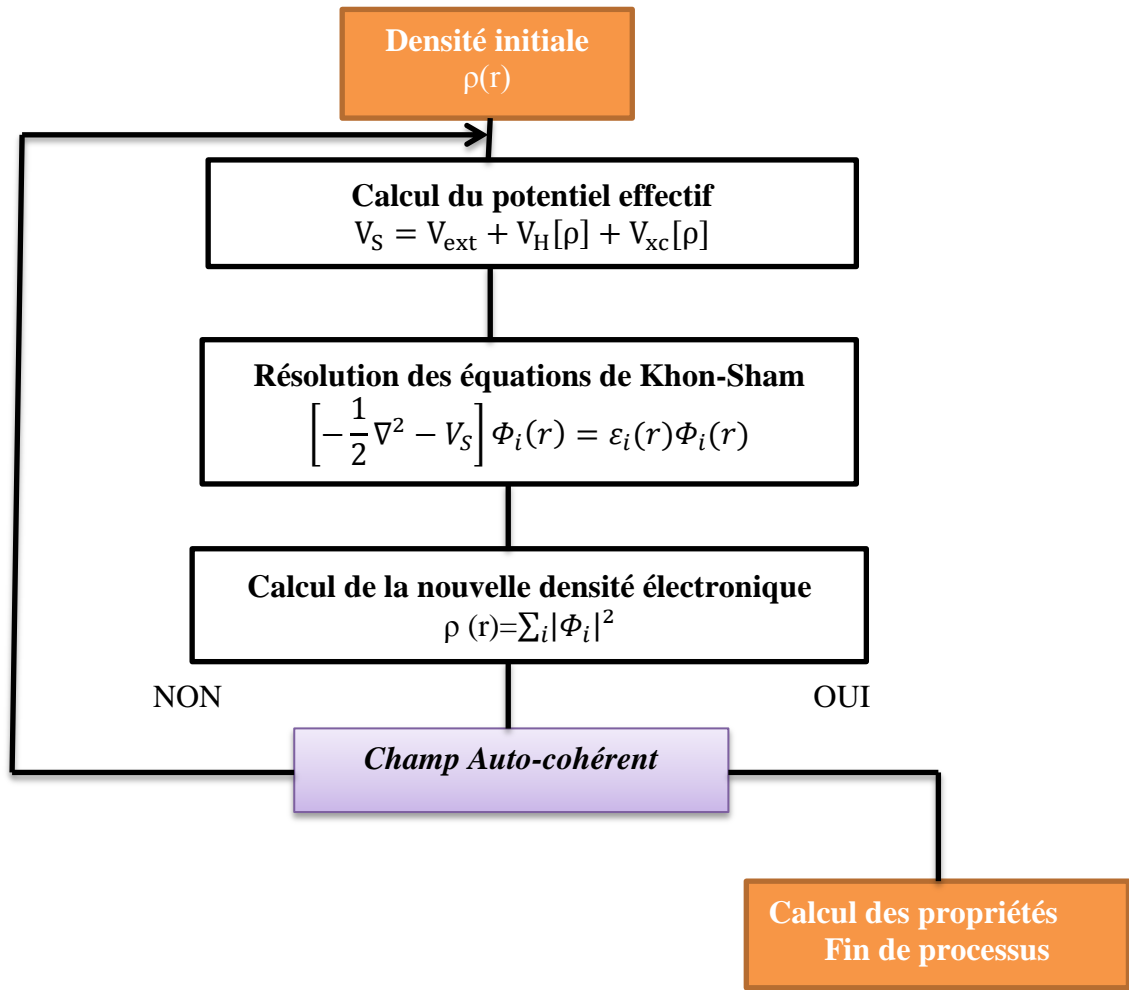 Densité initiale
ρ(r)
Calcul du potentiel effectif
V_S = V_ext + V_H[ρ] + V_xc[ρ]
Résolution des équations de Khon-Sham
[−1/2 ∇² − V_S] Φ_i(r) = ε_i(r)Φ_i(r)
Calcul de la nouvelle densité électronique
ρ (r)=∑_i|Φ_i|²
NON OUI
Champ Auto-cohérent
Calcul des propriétés
Fin de processus